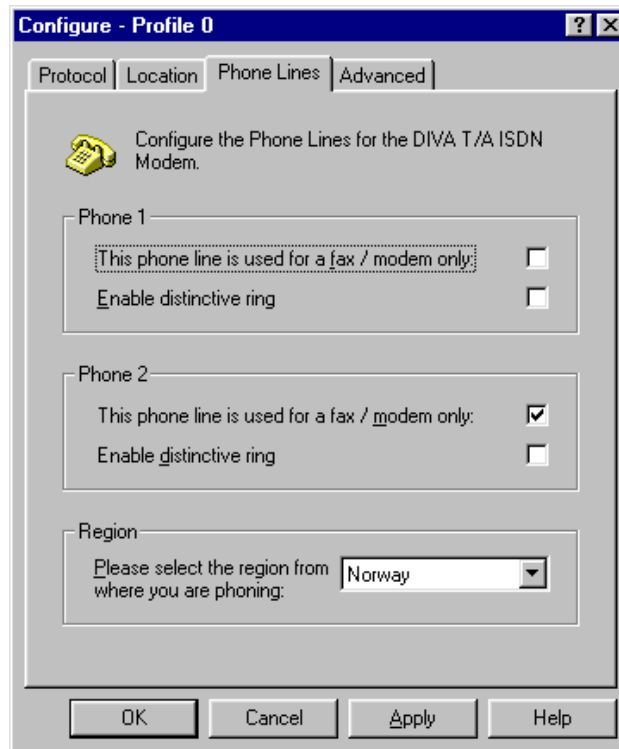 Configure - Profile 0
Protocol
Location
Phone Lines
Advanced
Configure the Phone Lines for the DIVA T/A ISDN
Modem.
Phone 1
This phone line is used for a fax / modem only:
Enable distinctive ring
Phone 2
This phone line is used for a fax / modem only:
Enable distinctive ring
Region
Please select the region from
where you are phoning:
Norway
OK
Cancel
Apply
Help